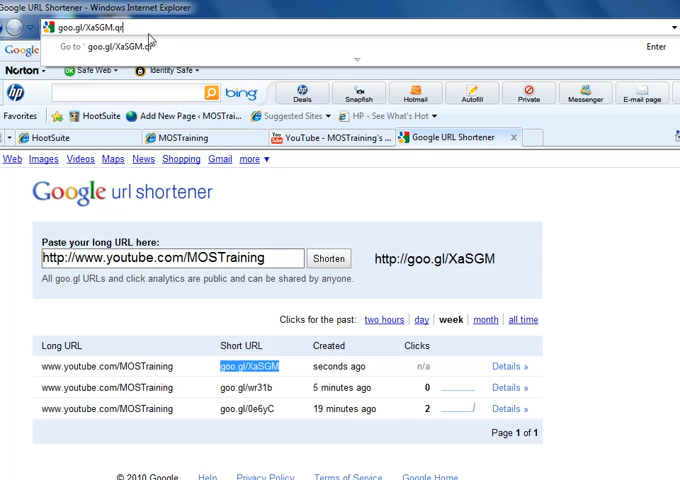 Google URL Shortener - Windows Internet Explorer
goo.gl/XaSGM.qr
Go to ' goo.gl/XaSGM.qr' Enter
Google
Norton Safe Web Identity Safe
hp bing Deals Snapfish Hotmail Autofill Private Messenger E-mail page
Favorites HootSuite Add New Page ‹ MOSTrai... Suggested Sites HP - See What's Hot
HootSuite MOSTraining YouTube - MOSTraining's ... Google URL Shortener x
Web Images Videos Maps News Shopping Gmail more
Google url shortener
Paste your long URL here:
http://www.youtube.com/MOSTraining Shorten http://goo.gl/XaSGM
All goo.gl URLs and click analytics are public and can be shared by anyone.
Clicks for the past: two hours | day | week | month | all time
Long URL Short URL Created Clicks
www.youtube.com/MOSTraining goo.gl/XaSGM seconds ago n/a Details »
www.youtube.com/MOSTraining goo.gl/wr31b 5 minutes ago 0 Details »
www.youtube.com/MOSTraining goo.gl/0e6yC 19 minutes ago 2 Details »
Page 1 of 1
© 2010 Google Help Privacy Policy Terms of Service Google Home